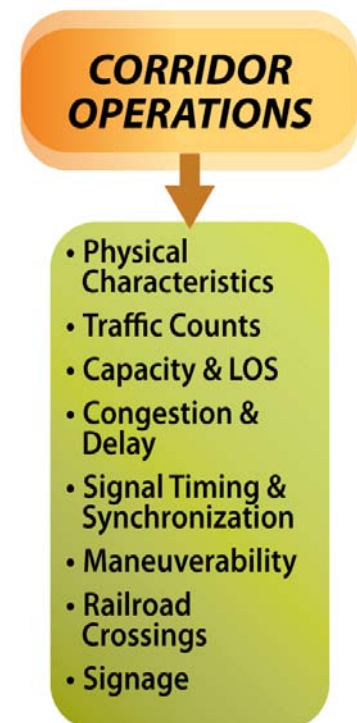 CORRIDOR
OPERATIONS
• Physical
Characteristics
• Traffic Counts
• Capacity & LOS
• Congestion &
Delay
• Signal Timing &
Synchronization
• Maneuverability
• Railroad
Crossings
• Signage